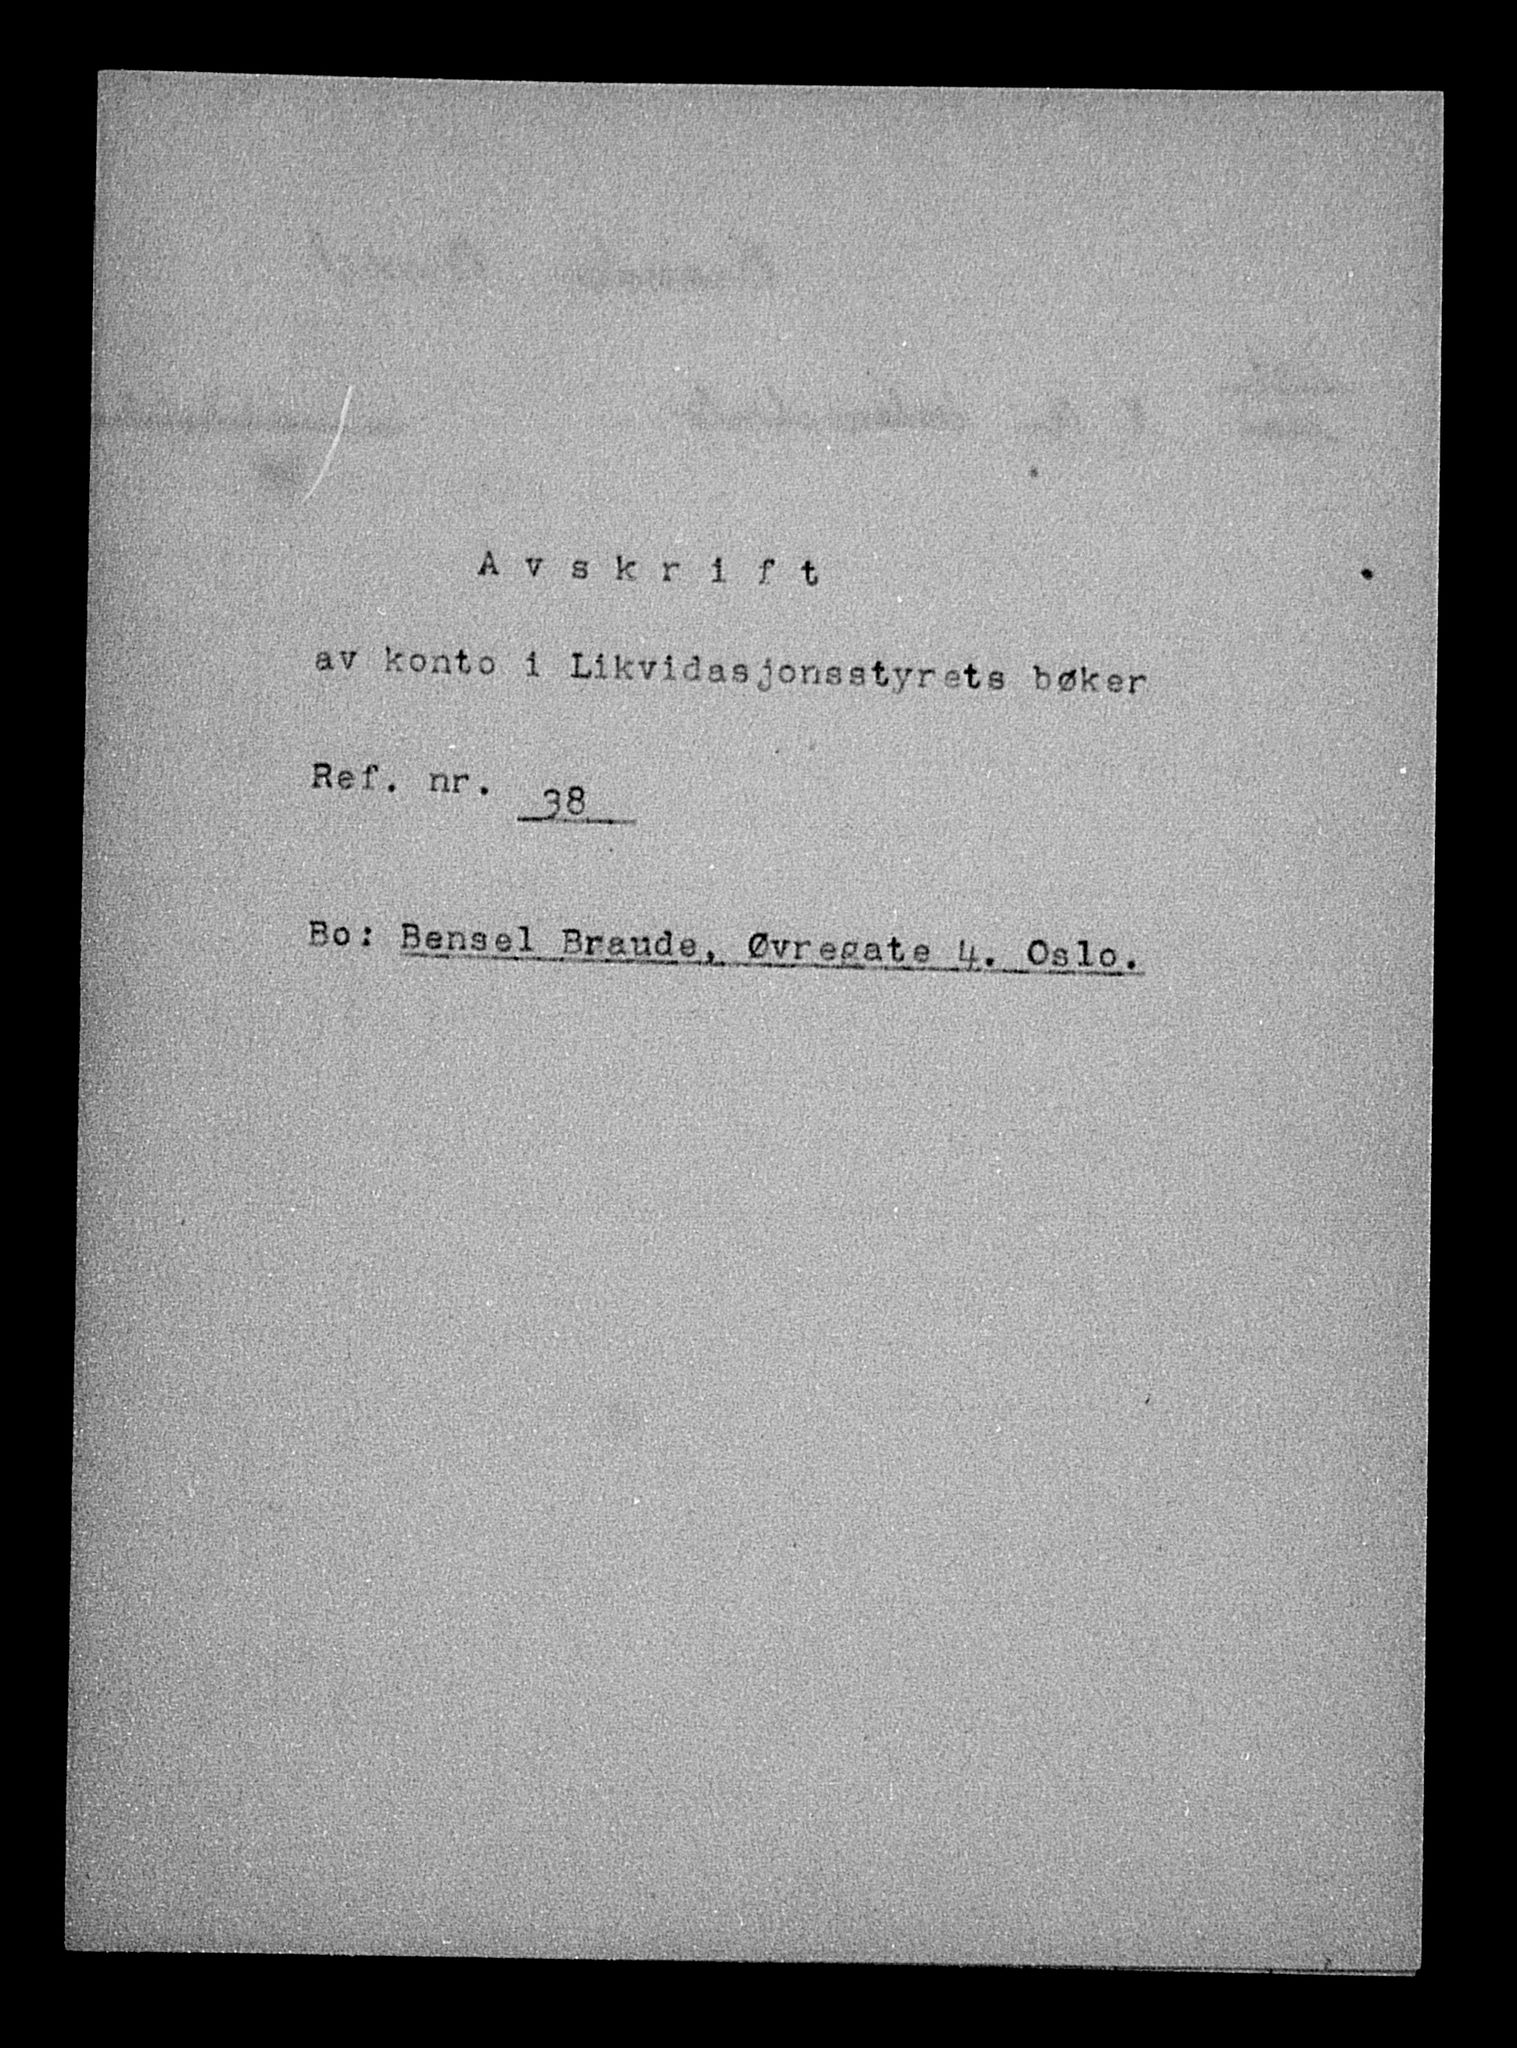 A v s k r i f t
av konto i Likvidasjonsstyrets bøker
Ref. nr. 38
Bo: Bensel Braude, Øvregate 4. Oslo.